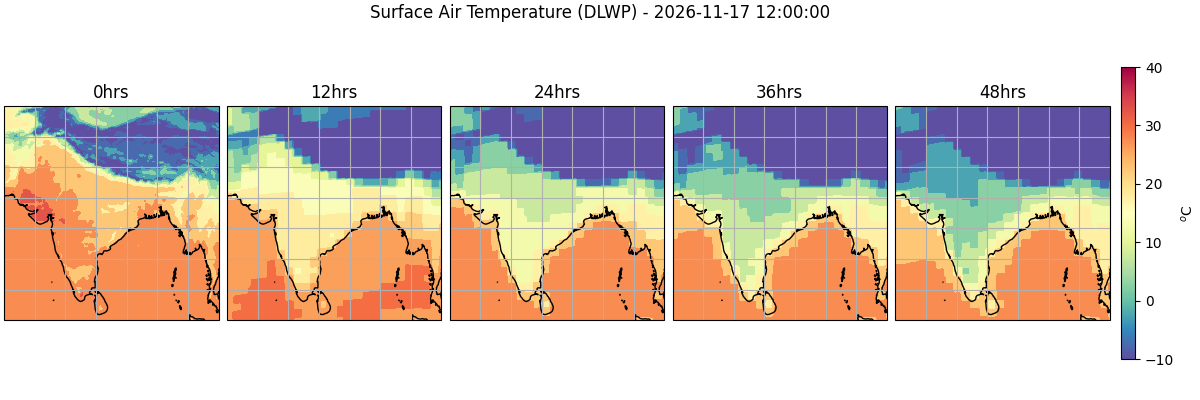 Surface Air Temperature (DLWP) - 2026-11-17 12:00:00
0hrs
12hrs
24hrs
36hrs
48hrs
40
30
20
10
0
−10
°C